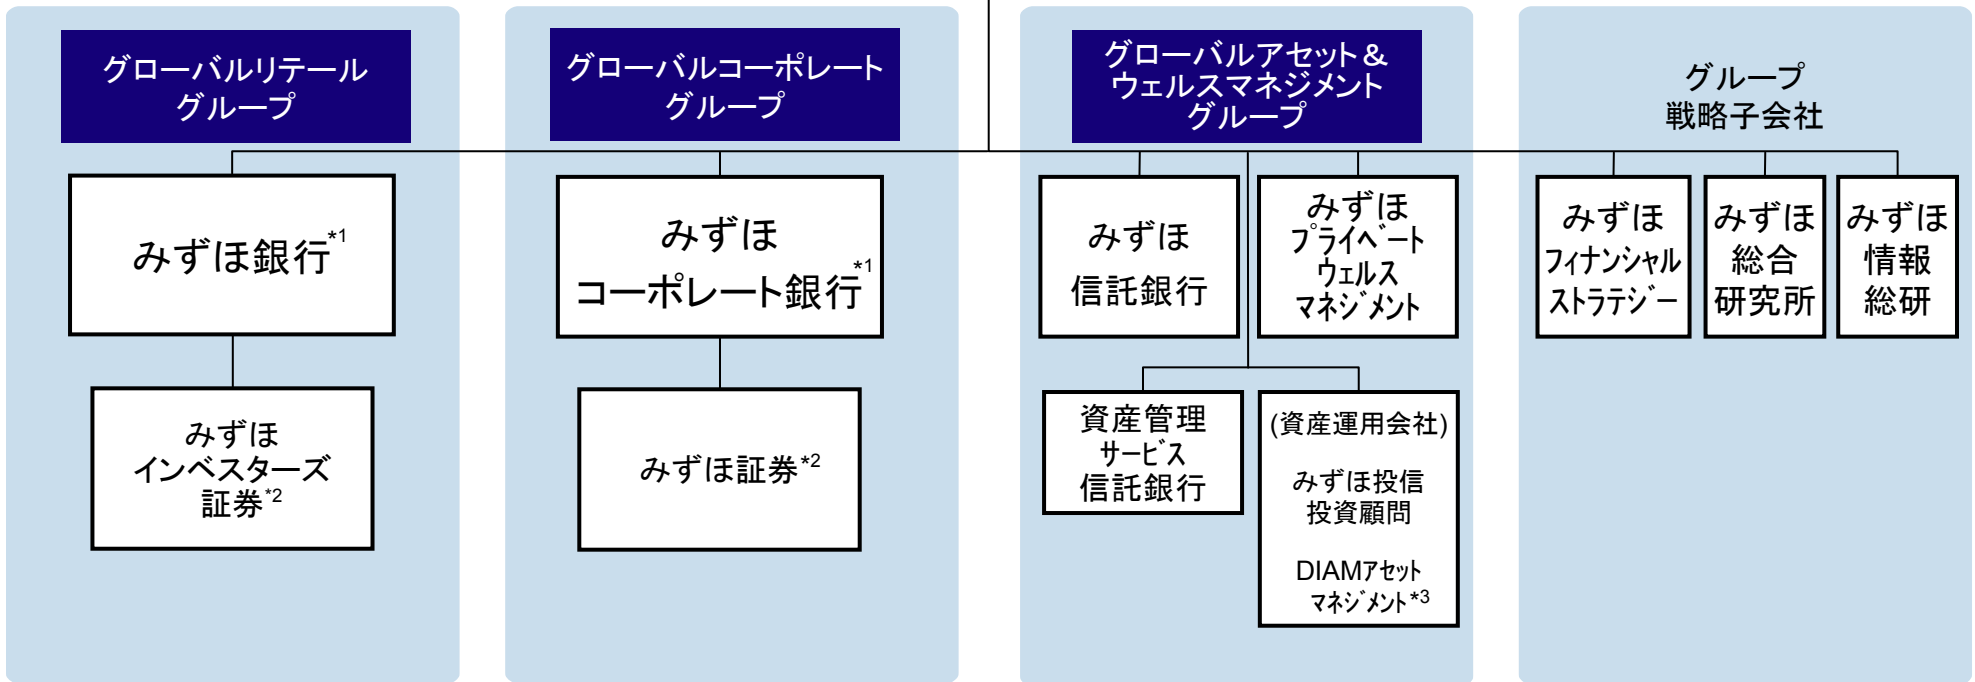 グローバルリテール
グループ
みずほ銀行*1
みずほ
インベスターズ
証券*2
グローバルコーポレート
グループ
みずほ
コーポレート銀行*1
みずほ証券*2
グローバルアセット＆
ウェルスマネジメント
グループ
みずほ
信託銀行
みずほ
プライベート
ウェルス
マネジメント
資産管理
サービス
信託銀行
(資産運用会社)
みずほ投信
投資顧問
DIAMアセット
マネジメント*3
グループ
戦略子会社
みずほ
フィナンシャル
ストラテジー
みずほ
総合
研究所
みずほ
情報
総研